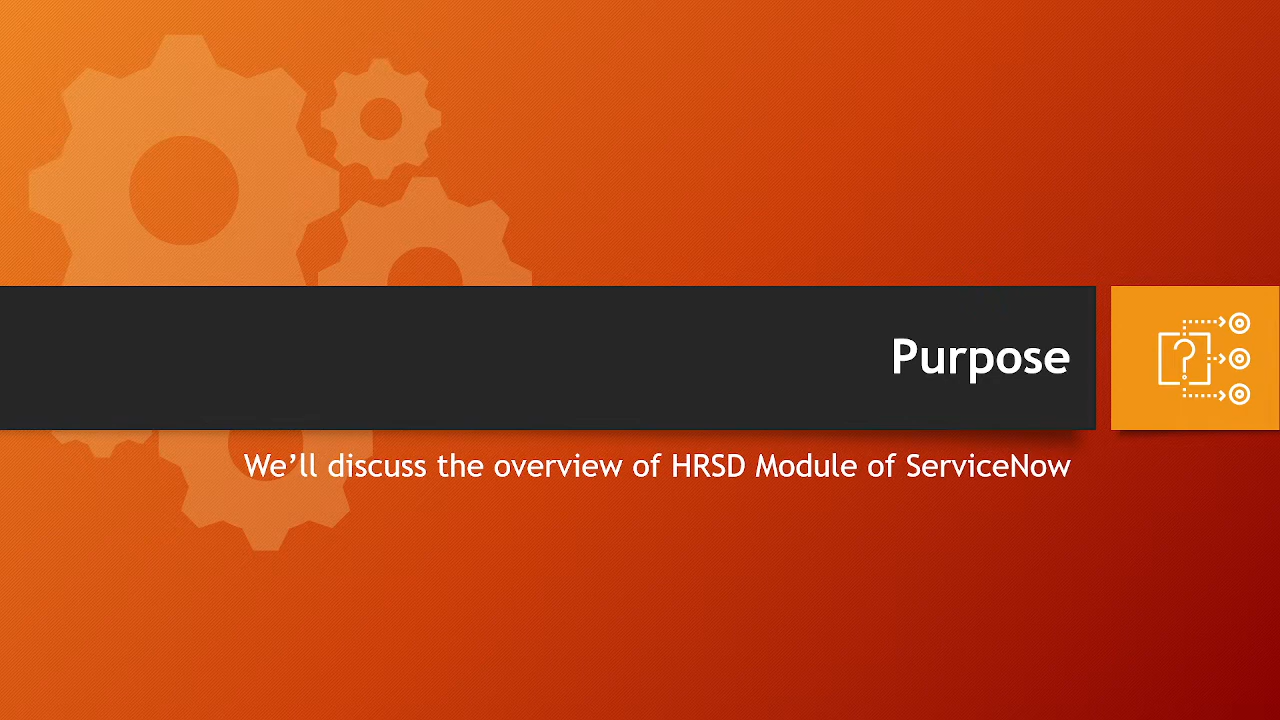 Purpose
We’ll discuss the overview of HRSD Module of ServiceNow